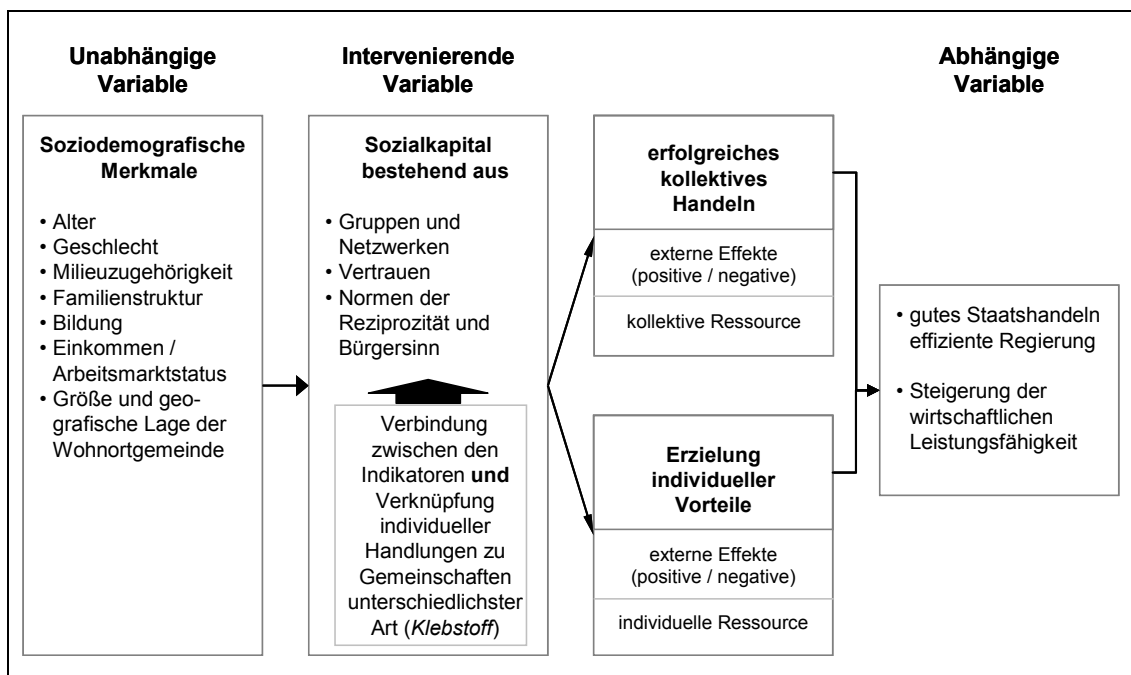 Unabhängige
Variable
Intervenierende
Variable
Abhängige
Variable
Soziodemografische
Merkmale
• Alter
• Geschlecht
• Milieuzugehörigkeit
• Familienstruktur
• Bildung
• Einkommen /
Arbeitsmarktstatus
• Größe und geo-
grafische Lage der
Wohnortgemeinde
Sozialkapital
bestehend aus
• Gruppen und
Netzwerken
• Vertrauen
• Normen der
Reziprozität und
Bürgersinn
Verbindung
zwischen den
Indikatoren und
Verknüpfung
individueller
Handlungen zu
Gemeinschaften
unterschiedlichster
Art (Klebstoff)
erfolgreiches
kollektives
Handeln
externe Effekte
(positive / negative)
kollektive Ressource
Erzielung
individueller
Vorteile
externe Effekte
(positive / negative)
individuelle Ressource
• gutes Staatshandeln
effiziente Regierung
• Steigerung der
wirtschaftlichen
Leistungsfähigkeit